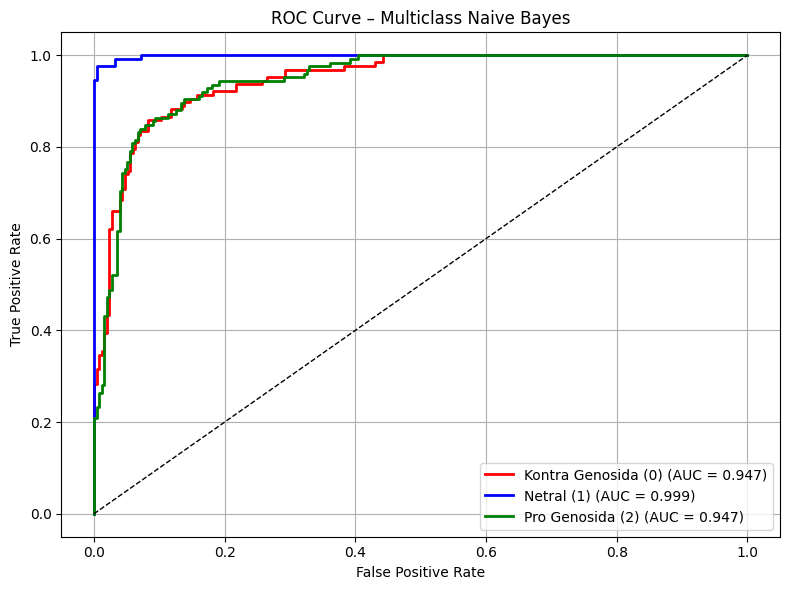 ROC Curve – Multiclass Naive Bayes
True Positive Rate
1.0
0.8
0.6
0.4
0.2
0.0
0.0 0.2 0.4 0.6 0.8 1.0
False Positive Rate
Kontra Genosida (0) (AUC = 0.947)
Netral (1) (AUC = 0.999)
Pro Genosida (2) (AUC = 0.947)